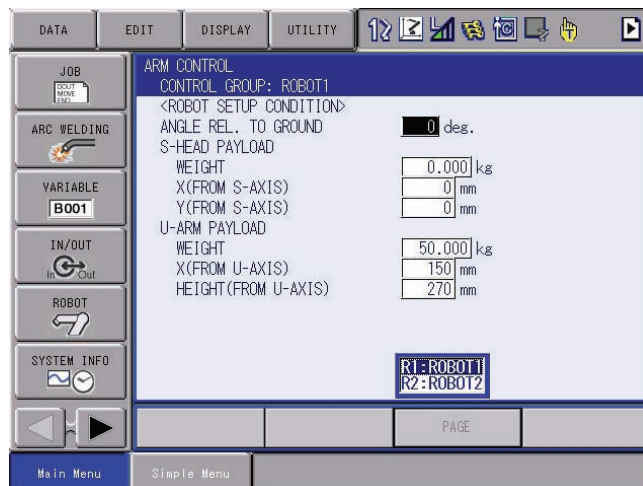 DATA
EDIT
DISPLAY
UTILITY
JOB
DOUT
MOVE
END
ARC WELDING
VARIABLE
B001
IN/OUT
In Out
ROBOT
SYSTEM INFO
ARM CONTROL
CONTROL GROUP: ROBOT1
<ROBOT SETUP CONDITION>
ANGLE REL. TO GROUND 0 deg.
S-HEAD PAYLOAD
WEIGHT 0.000 kg
X(FROM S-AXIS) 0 mm
Y(FROM S-AXIS) 0 mm
U-ARM PAYLOAD
WEIGHT 50.000 kg
X(FROM U-AXIS) 150 mm
HEIGHT(FROM U-AXIS) 270 mm
R1:ROBOT1
R2:ROBOT2
PAGE
Main Menu
Simple Menu